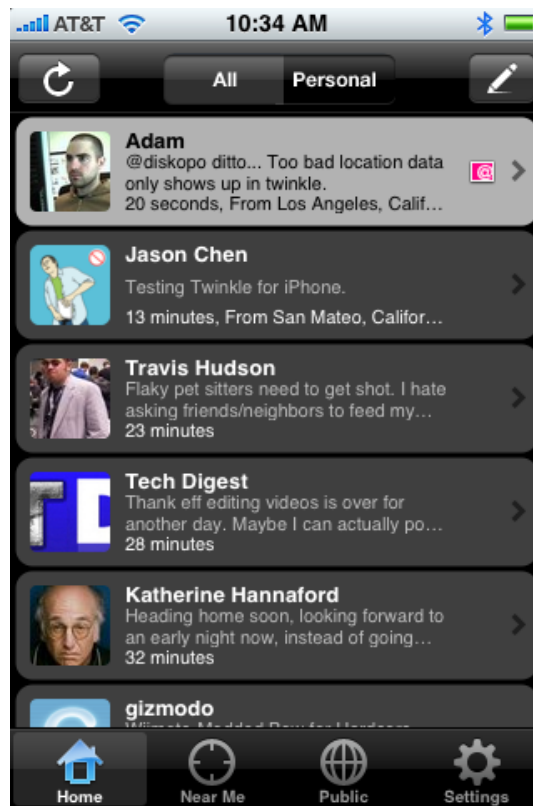 AT&T 10:34 AM
All Personal
Adam
@diskopo ditto... Too bad location data
only shows up in twinkle.
20 seconds, From Los Angeles, Calif...
Jason Chen
Testing Twinkle for iPhone.
13 minutes, From San Mateo, Califor...
Travis Hudson
Flaky pet sitters need to get shot. I hate
asking friends/neighbors to feed my...
23 minutes
Tech Digest
Thank eff editing videos is over for
another day. Maybe I can actually po...
28 minutes
Katherine Hannaford
Heading home soon, looking forward to
an early night now, instead of going...
32 minutes
gizmodo
Home Near Me Public Settings